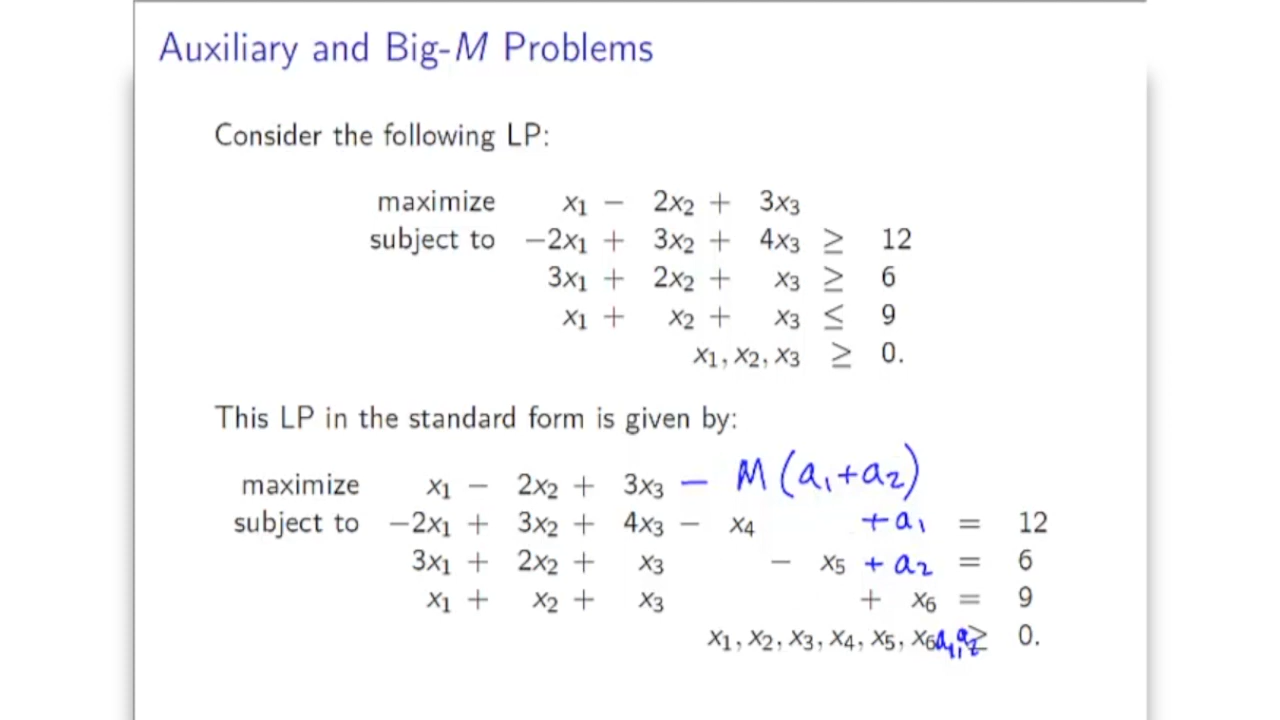 Auxiliary and Big-M Problems
Consider the following LP:
maximize x₁ − 2x₂ + 3x₃
subject to −2x₁ + 3x₂ + 4x₃ ≥ 12
3x₁ + 2x₂ + x₃ ≥ 6
x₁ + x₂ + x₃ ≤ 9
x₁, x₂, x₃ ≥ 0.
This LP in the standard form is given by:
maximize x₁ − 2x₂ + 3x₃ − M(a₁+a₂)
subject to −2x₁ + 3x₂ + 4x₃ − x₄ +a₁ = 12
3x₁ + 2x₂ + x₃ − x₅ +a₂ = 6
x₁ + x₂ + x₃ + x₆ = 9
x₁, x₂, x₃, x₄, x₅, x₆ a₁, a₂ ≥ 0.